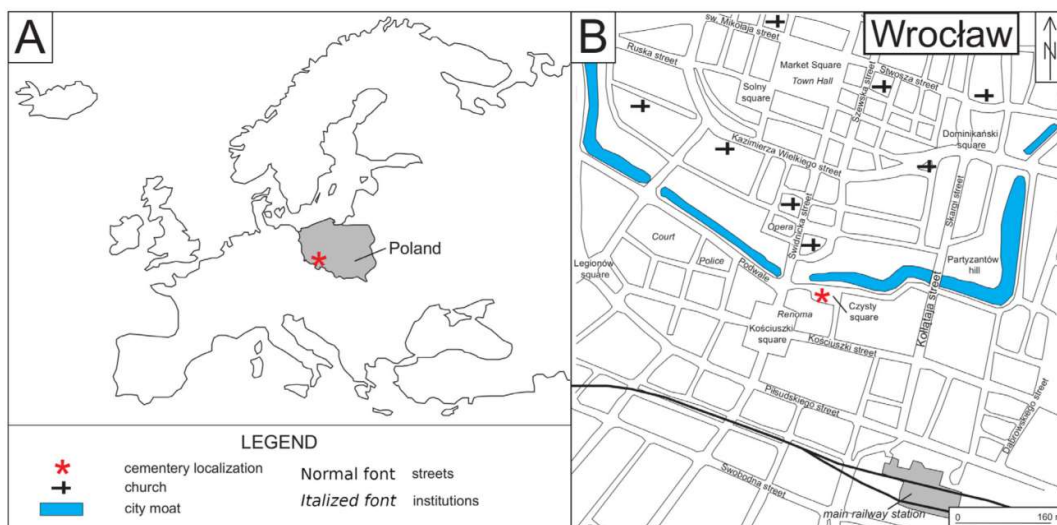 A
Poland
LEGEND
cementery localization
church
city moat
Normal font streets
Italized font institutions
B
Wrocław
N
sw. Mikołaja street
Ruska street
Market Square
Town Hall
Solny
square
Szewska street
Stwosza street
Dominikański
square
Kazimierza Wielkiego street
Skargi street
Opera
Świdnicka street
Court
Police
Podwale
Legionów
square
Partyzantów
hill
Czysty
square
Renoma
Kościuszki
square
Kościuszki street
Kołłątaja street
Piłsudskiego street
Dąbrowskiego street
Swobodna street
main railway station
0 160